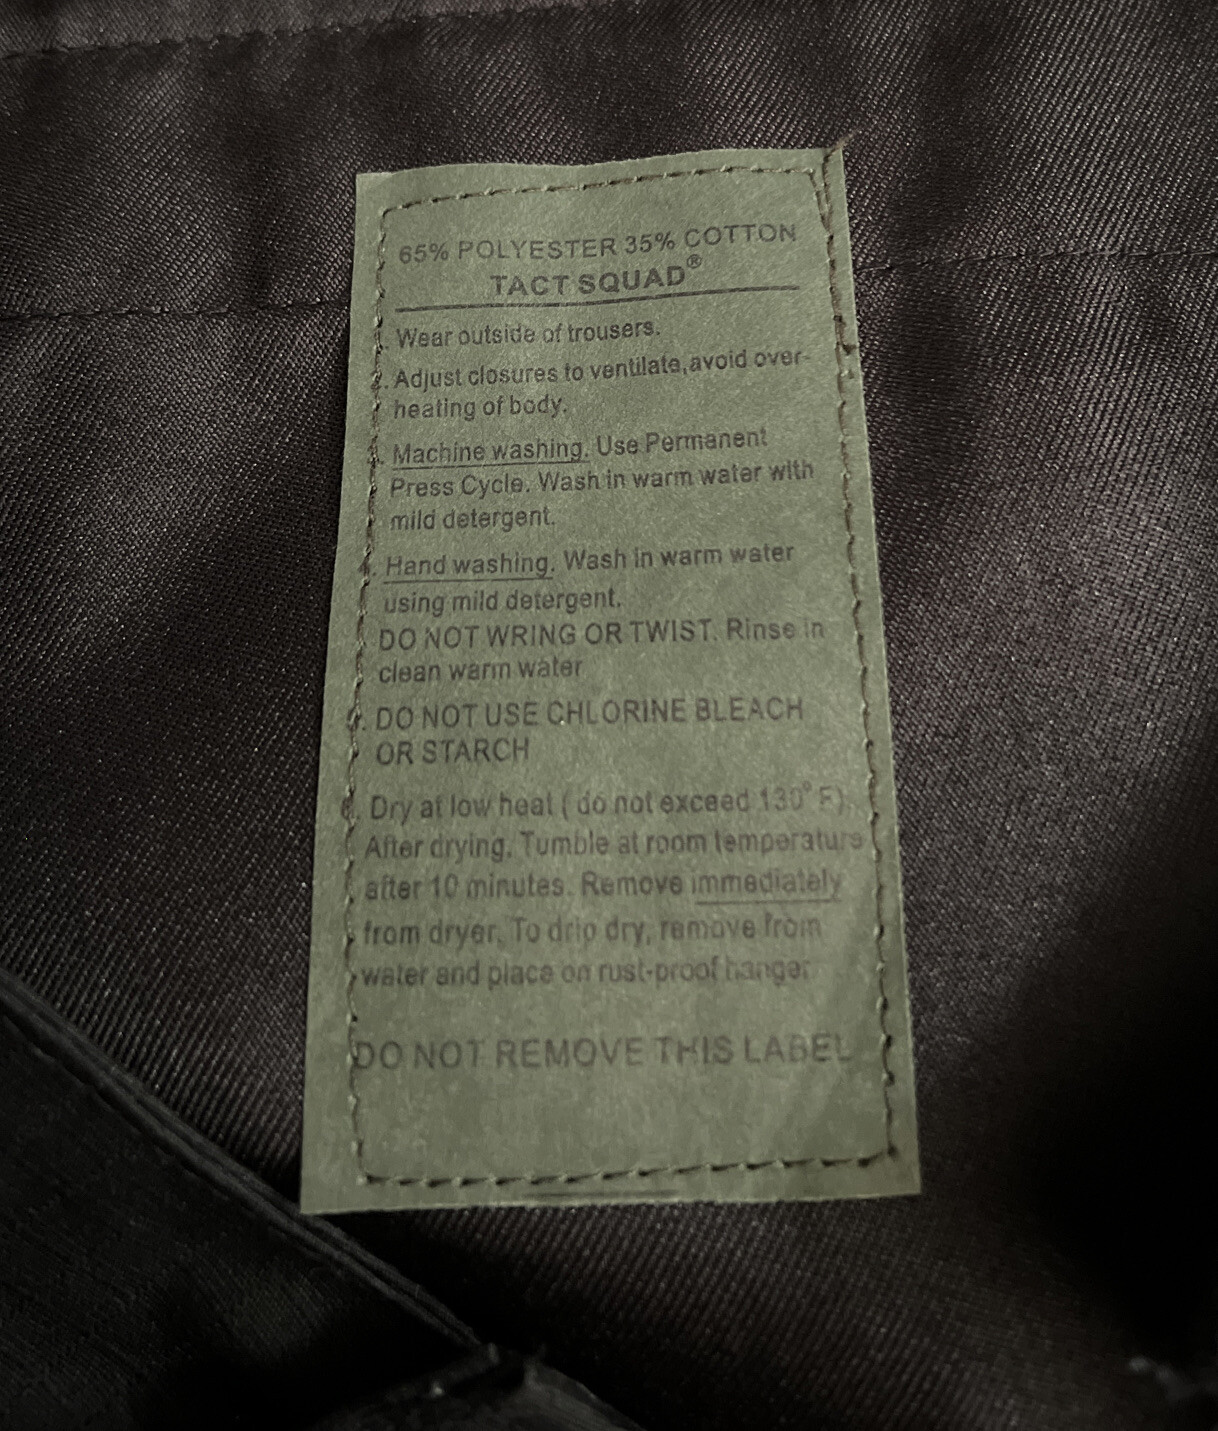 65% POLYESTER 35% COTTON
TACT SQUAD®
Wear outside of trousers.
2. Adjust closures to ventilate,avoid over-
heating of body.
Machine washing. Use Permanent
Press Cycle. Wash in warm water with
mild detergent.
Hand washing. Wash in warm water
using mild detergent.
DO NOT WRING OR TWIST. Rinse in
clean warm water
DO NOT USE CHLORINE BLEACH
OR STARCH
Dry at low heat ( do not exceed 130° F).
After drying. Tumble at room temperature
after 10 minutes. Remove immediately
from dryer. To drip dry, remove from
water and place on rust-proof hanger
DO NOT REMOVE THIS LABEL